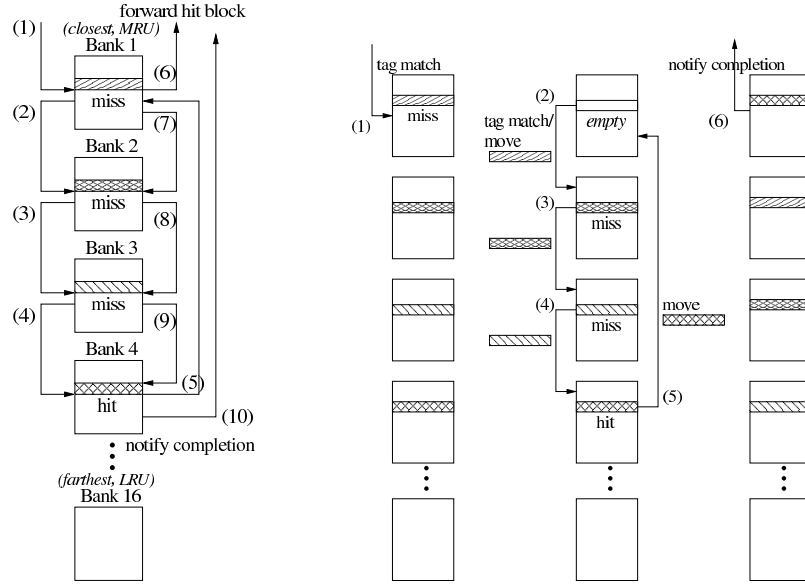 forward hit block
(1)
(closest, MRU)
Bank 1
(6)
miss
(2)
(7)
Bank 2
miss
(3)
(8)
Bank 3
miss
(4)
(9)
Bank 4
(5)
hit
(10)
notify completion
(farthest, LRU)
Bank 16
tag match
(1)
miss
(2)
empty
tag match/
move
(3)
miss
(4)
miss
move
(5)
hit
notify completion
(6)